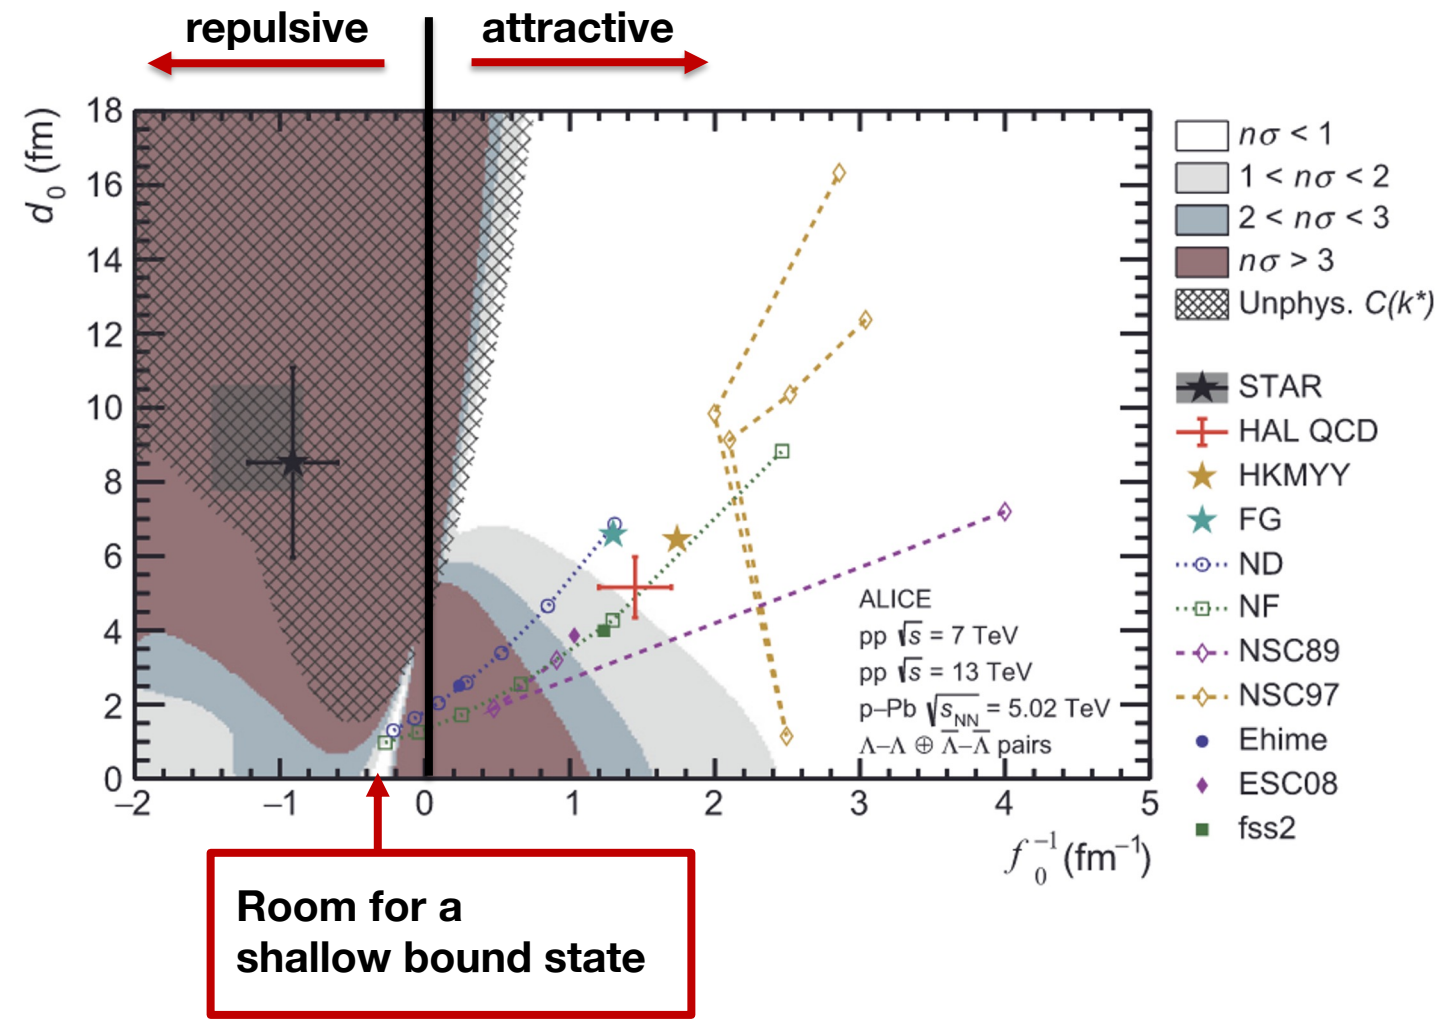 repulsive
attractive
d0 (fm)
18
16
14
12
10
8
6
4
2
0
−2
−1
0
1
2
3
4
5
f0−1 (fm−1)
ALICE
pp √s = 7 TeV
pp √s = 13 TeV
p–Pb √sNN = 5.02 TeV
Λ–Λ ⊕ Λ̅–Λ̅ pairs
nσ < 1
1 < nσ < 2
2 < nσ < 3
nσ > 3
Unphys. C(k*)
STAR
HAL QCD
HKMYY
FG
ND
NF
NSC89
NSC97
Ehime
ESC08
fss2
Room for a
shallow bound state